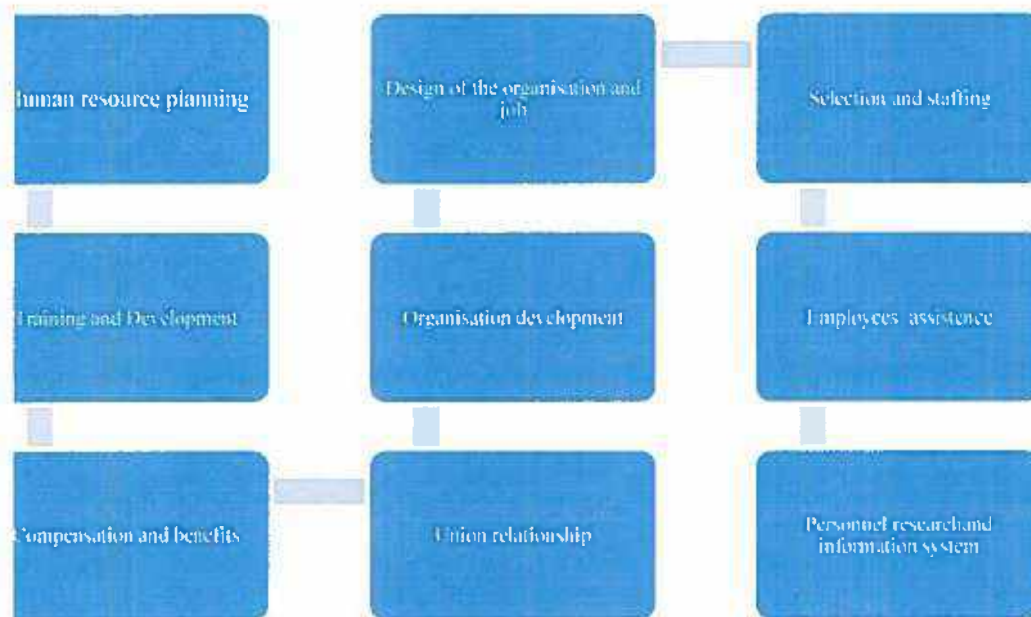 human resource planning
Design of the organisation and
job
Selection and staffing
Training and Development
Organisation development
Employees assistence
Compensation and benefits
Union relationship
Personnel researchand
information system